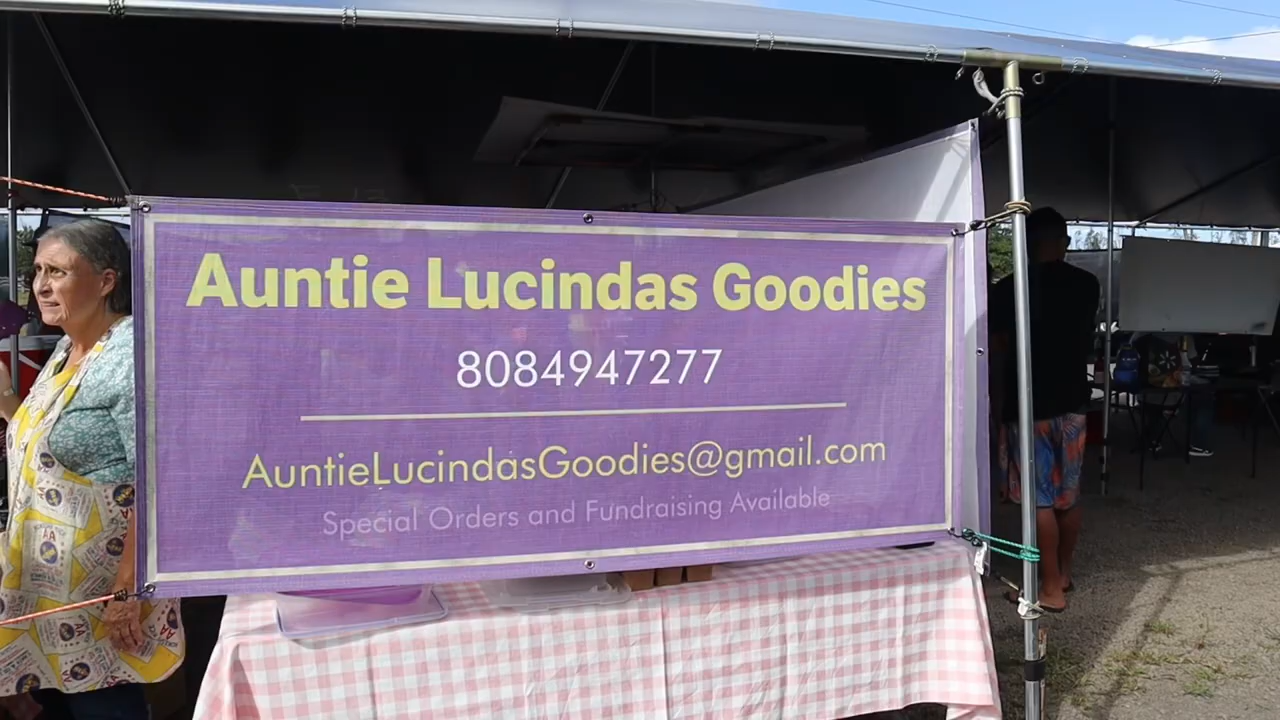 Auntie Lucindas Goodies
8084947277
AuntieLucindasGoodies@gmail.com
Special Orders and Fundraising Available